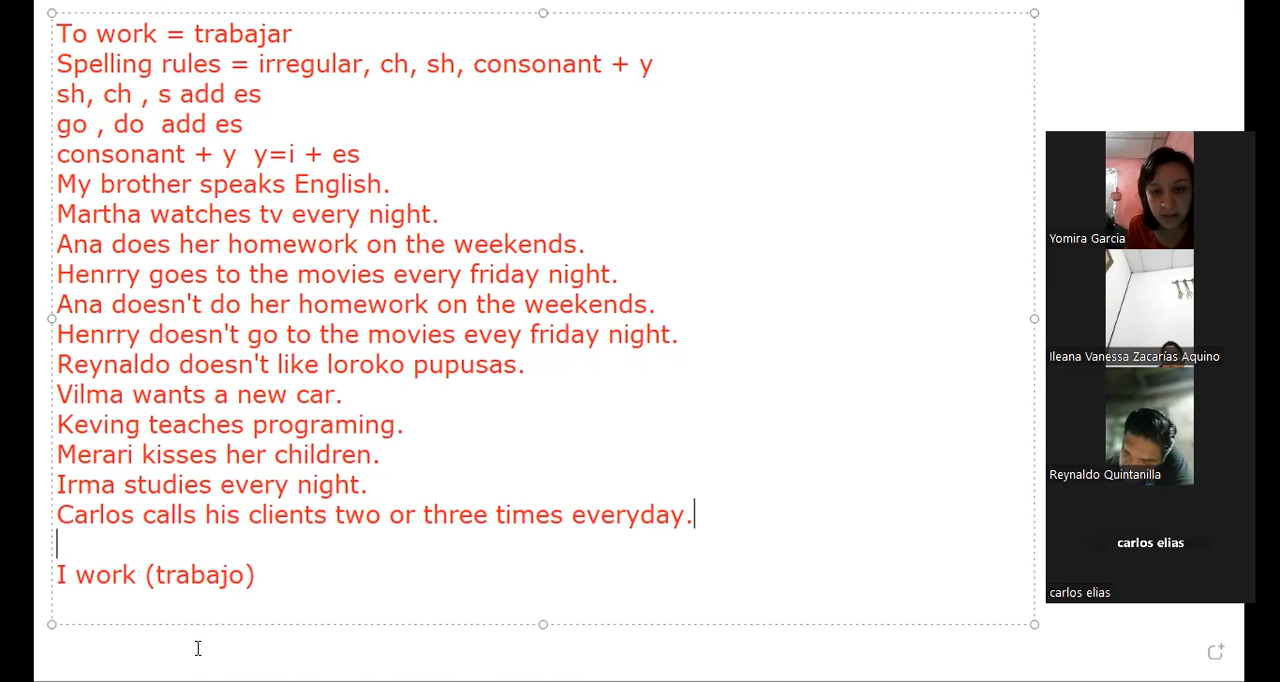 To work = trabajar
Spelling rules = irregular, ch, sh, consonant + y
sh, ch , s add es
go , do  add es
consonant + y  y=i + es
My brother speaks English.
Martha watches tv every night.
Ana does her homework on the weekends.
Henrry goes to the movies every friday night.
Ana doesn't do her homework on the weekends.
Henrry doesn't go to the movies evey friday night.
Reynaldo doesn't like loroko pupusas.
Vilma wants a new car.
Keving teaches programing.
Merari kisses her children.
Irma studies every night.
Carlos calls his clients two or three times everyday.
I work (trabajo)
Yomira Garcia
Ileana Vanessa Zacarías Aquino
Reynaldo Quintanilla
carlos elias
carlos elias